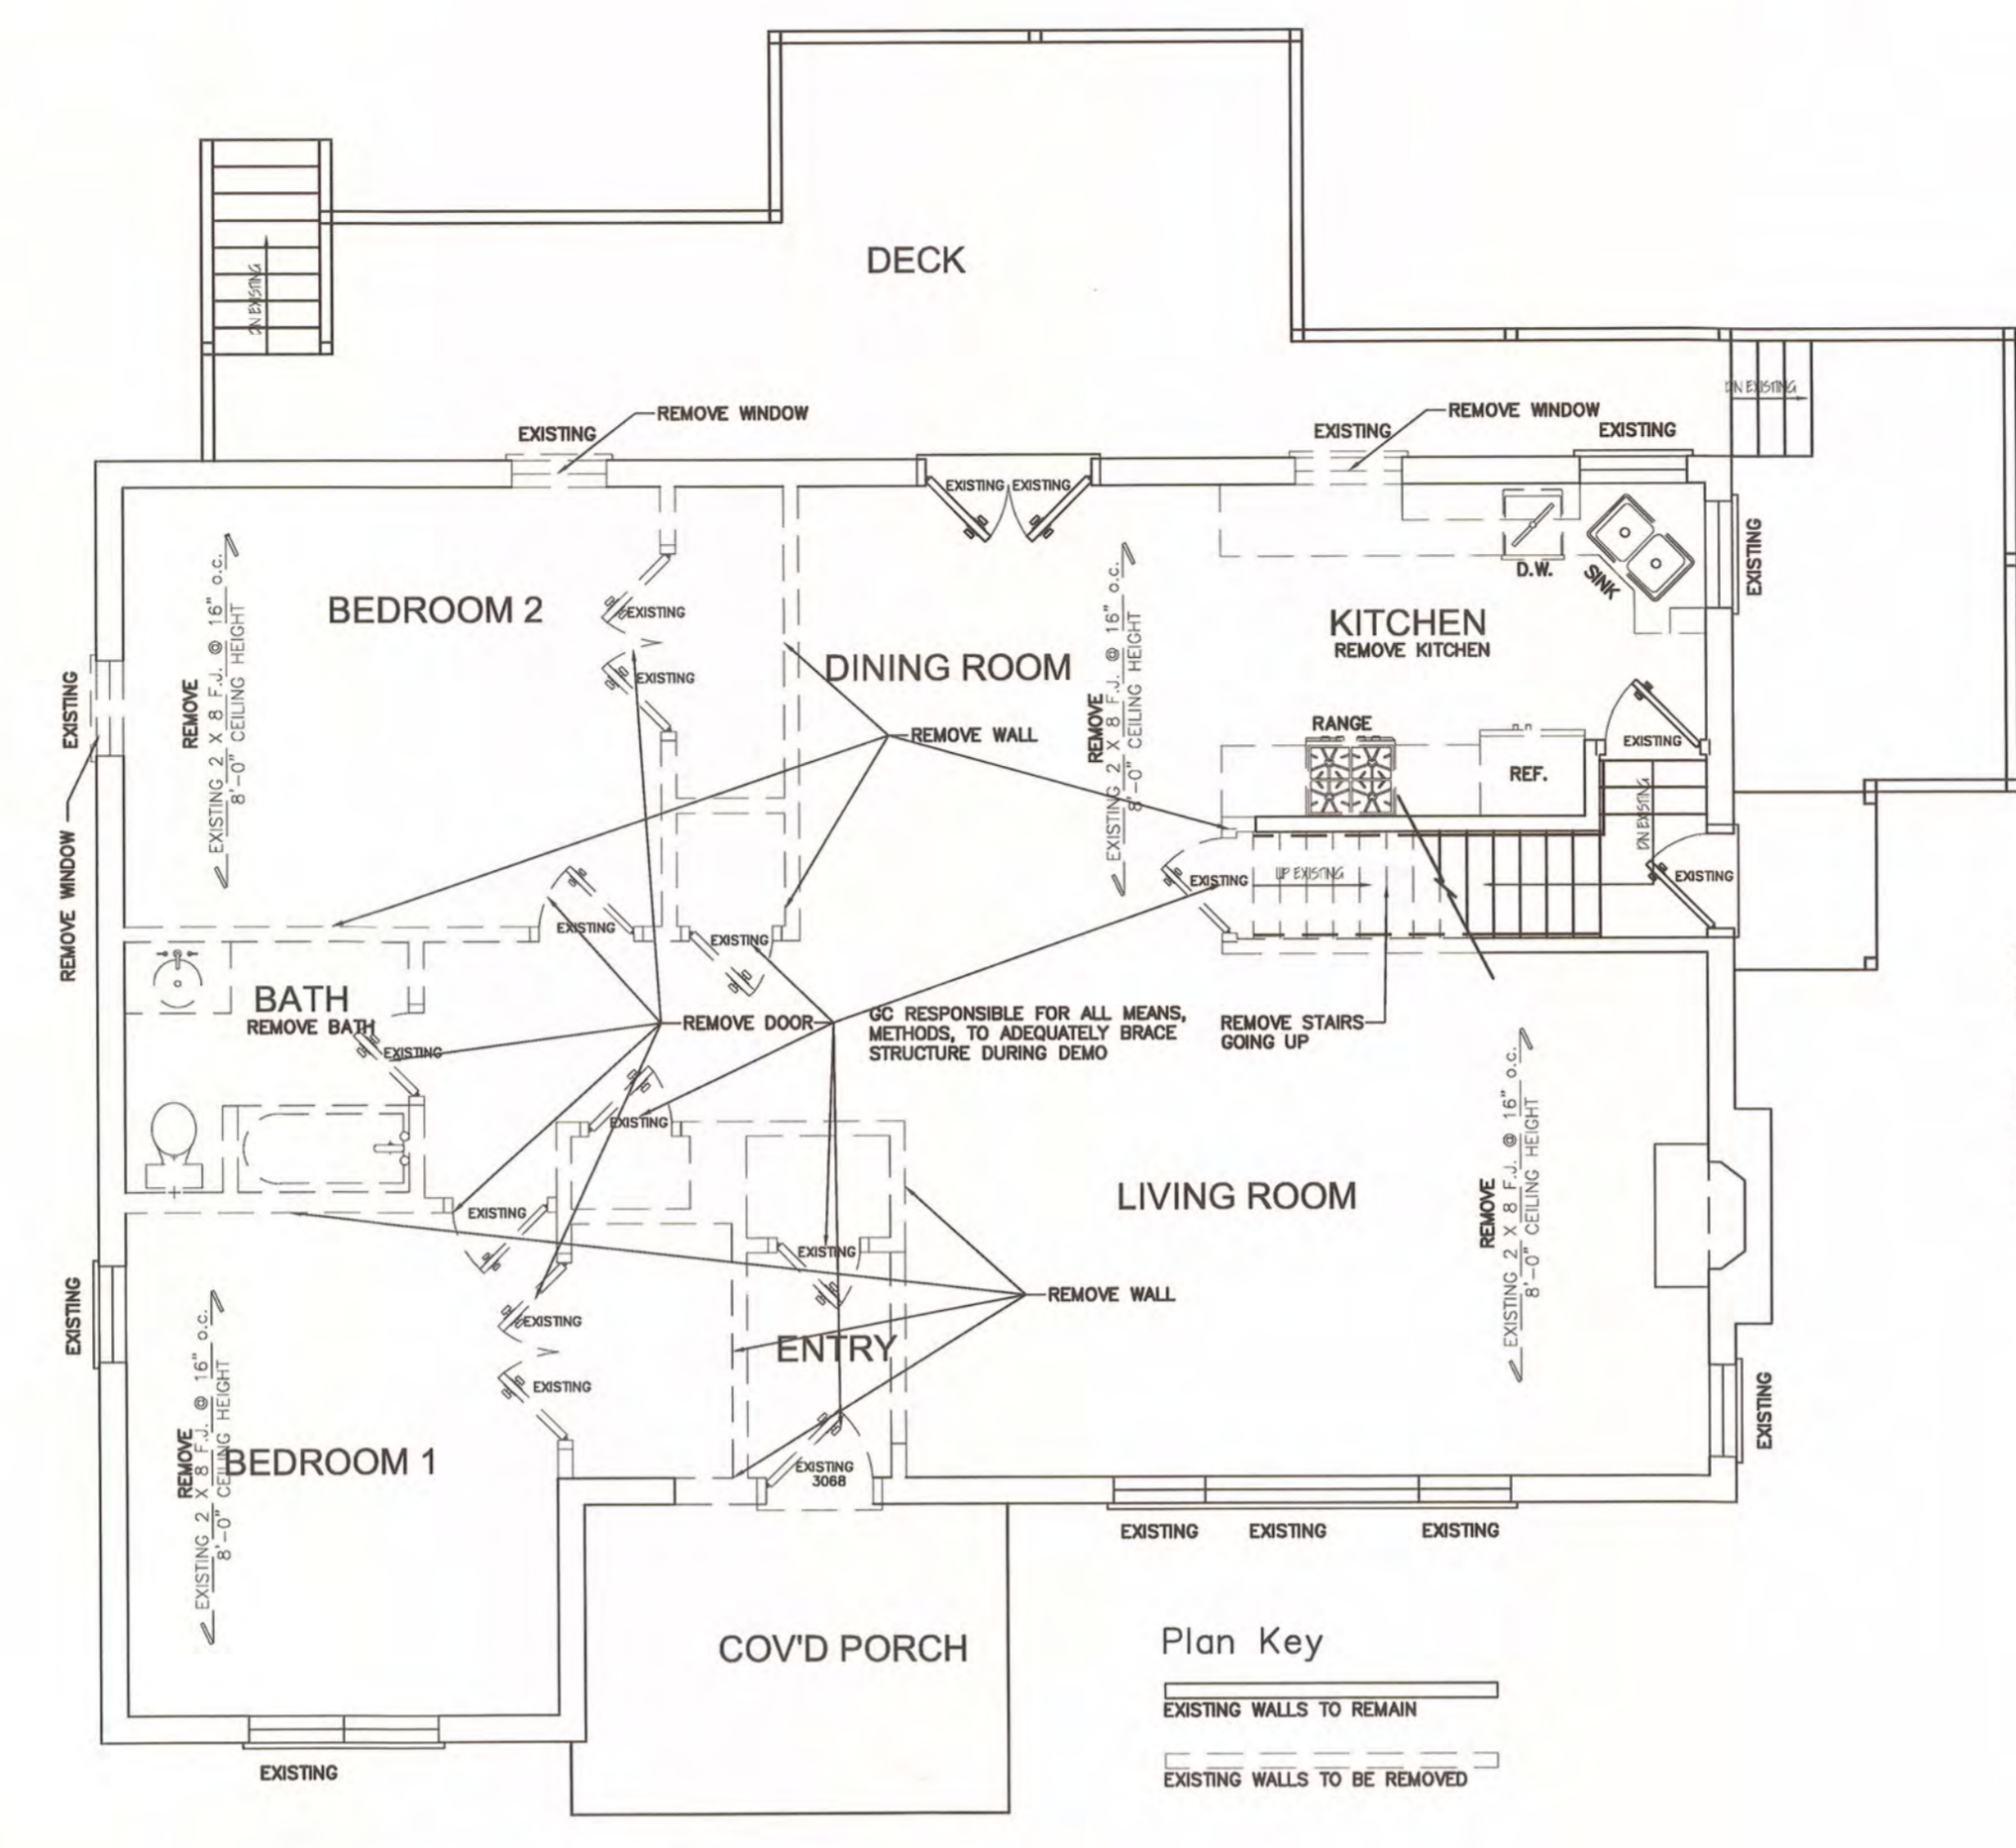 DECK
DN EXISTING
DN EXISTING
REMOVE WINDOW
EXISTING
REMOVE WINDOW
EXISTING
EXISTING
EXISTING
EXISTING
D.W.
SINK
EXISTING
BEDROOM 2
REMOVE
EXISTING 2 X 8 F.J. @ 16" o.c.
8'-0" CEILING HEIGHT
EXISTING
EXISTING
EXISTING
REMOVE WINDOW
DINING ROOM
REMOVE WALL
REMOVE
EXISTING 2 X 8 F.J. @ 16" o.c.
8'-0" CEILING HEIGHT
KITCHEN
REMOVE KITCHEN
RANGE
REF.
EXISTING
DN EXISTING
EXISTING
EXISTING
UP EXISTING
EXISTING
EXISTING
BATH
REMOVE BATH
EXISTING
REMOVE DOOR
GC RESPONSIBLE FOR ALL MEANS,
METHODS, TO ADEQUATELY BRACE
STRUCTURE DURING DEMO
REMOVE STAIRS
GOING UP
EXISTING
EXISTING
EXISTING
LIVING ROOM
REMOVE
EXISTING 2 X 8 F.J. @ 16" o.c.
8'-0" CEILING HEIGHT
REMOVE WALL
EXISTING
EXISTING
EXISTING
ENTRY
EXISTING
BEDROOM 1
REMOVE
EXISTING 2 X 8 F.J. @ 16" o.c.
8'-0" CEILING HEIGHT
EXISTING
3068
EXISTING
EXISTING
EXISTING
COV'D PORCH
EXISTING
Plan Key
EXISTING WALLS TO REMAIN
EXISTING WALLS TO BE REMOVED